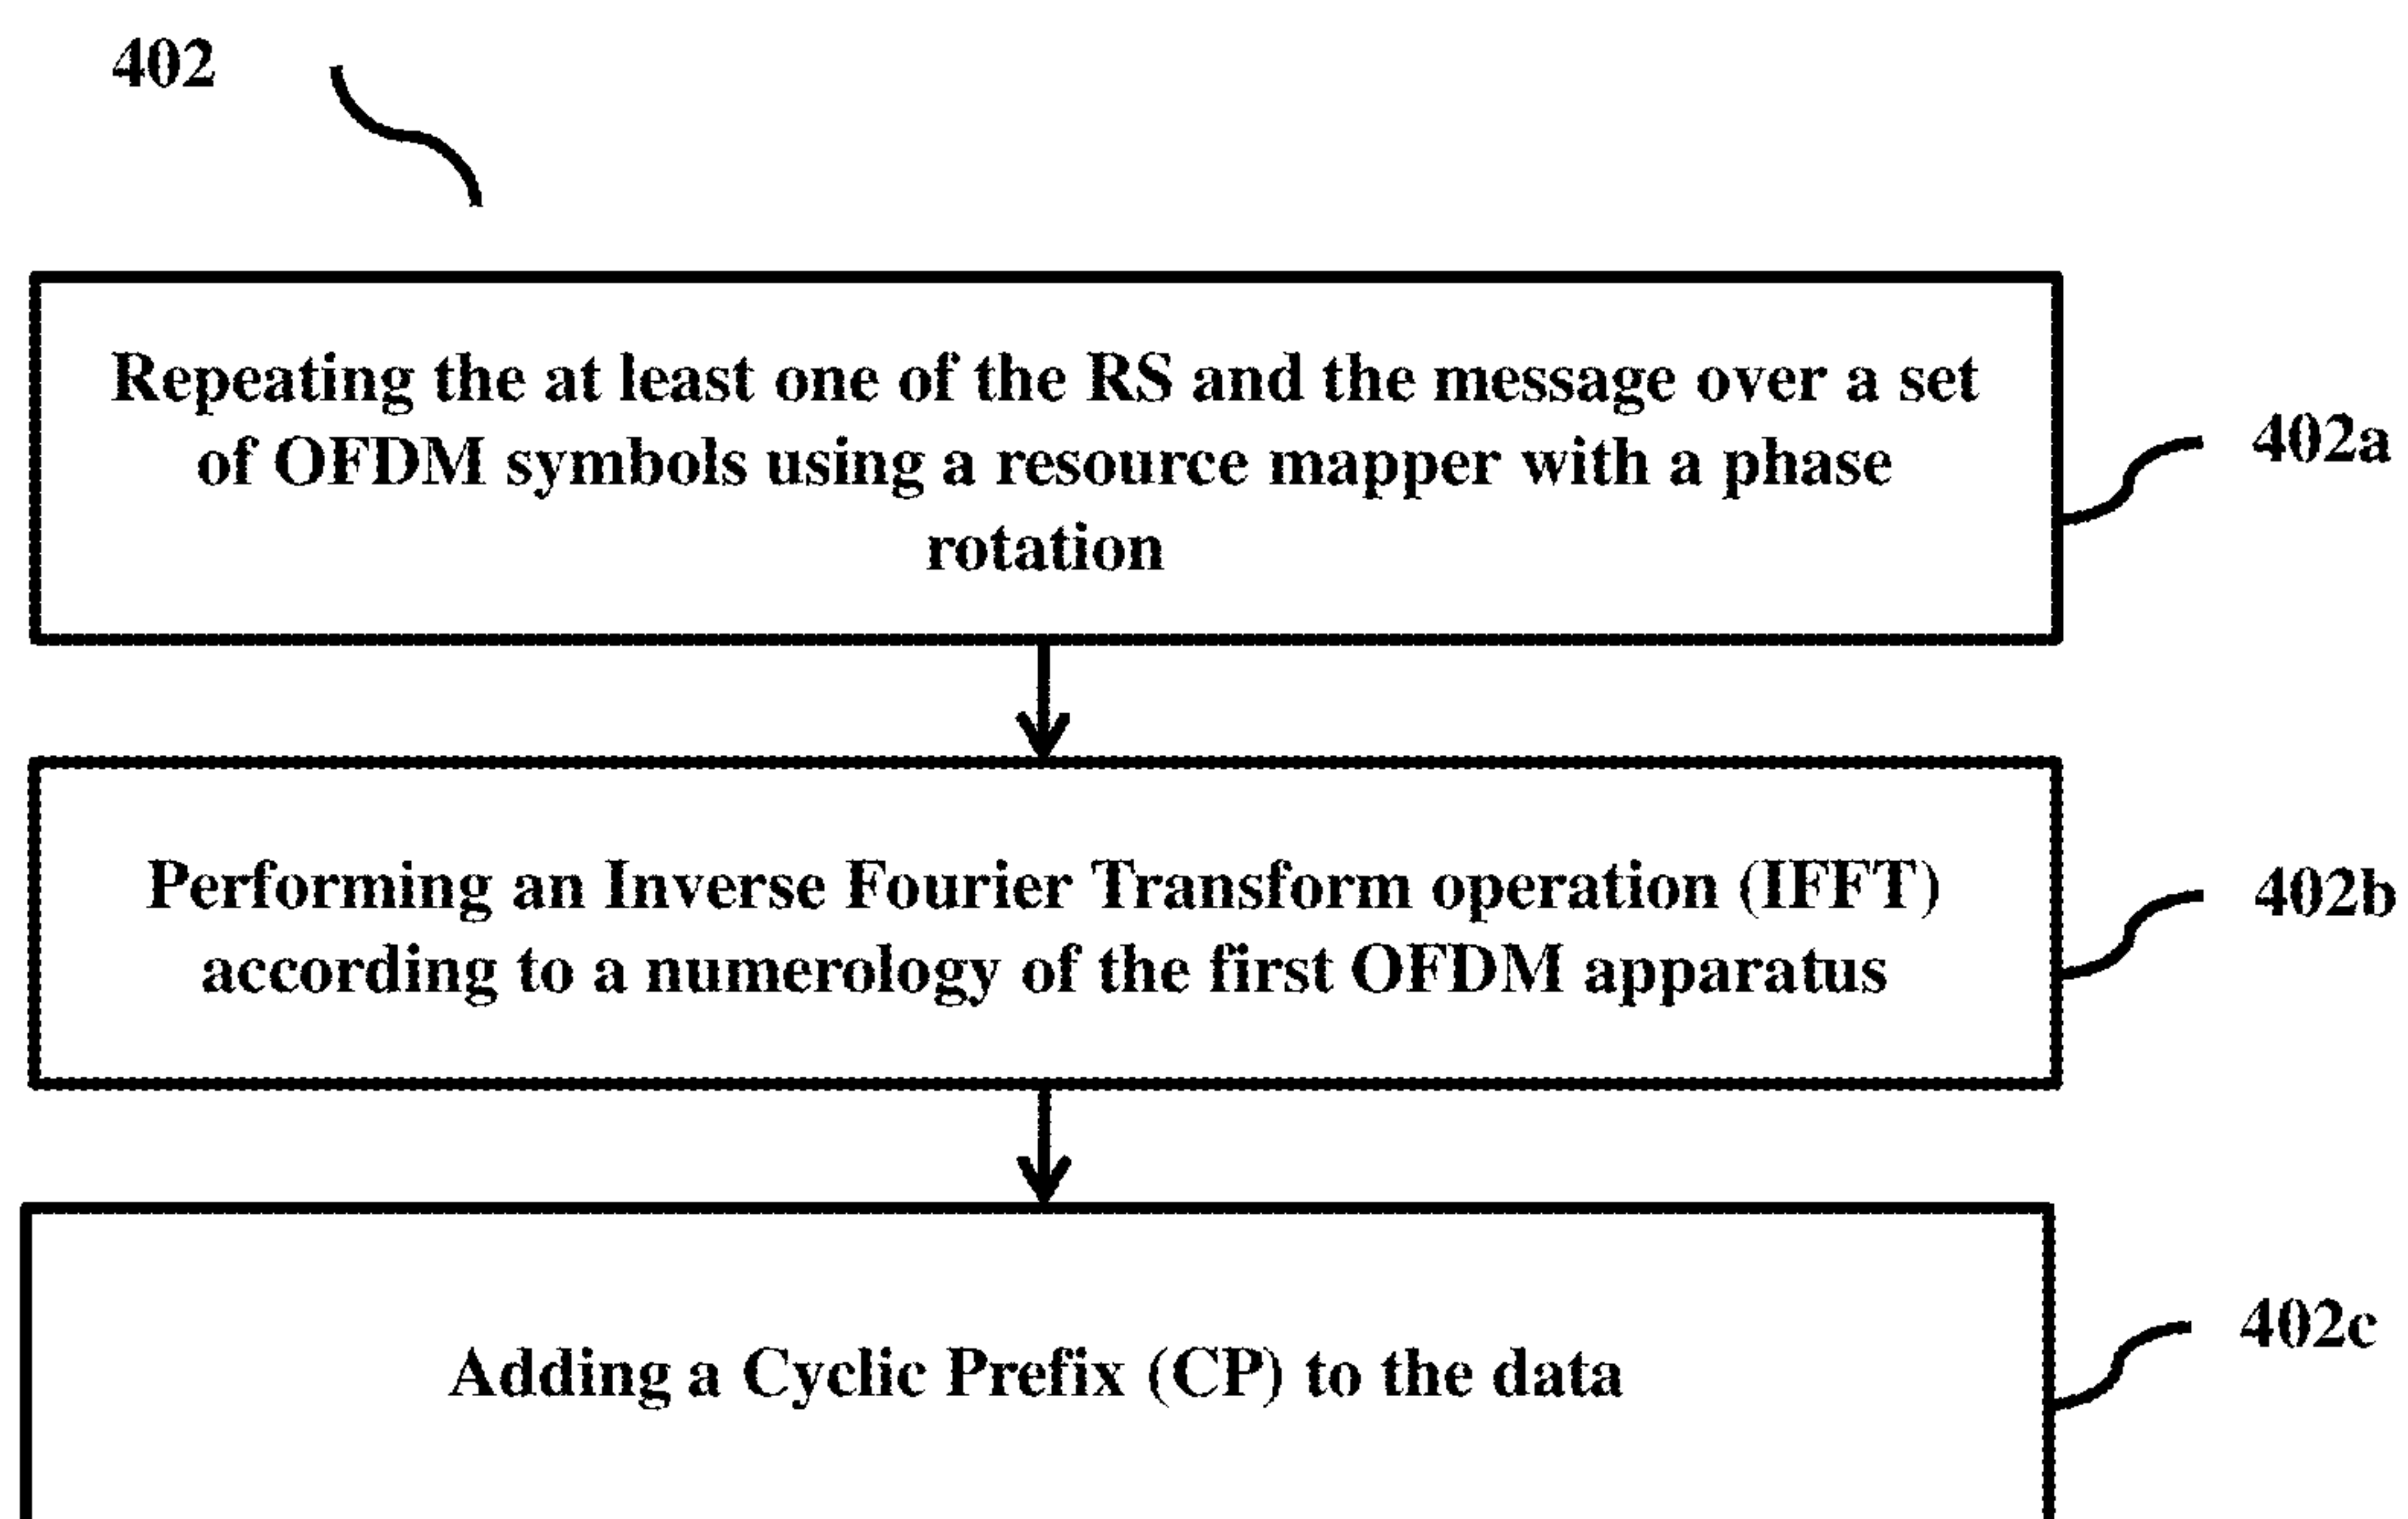 402
Repeating the at least one of the RS and the message over a set
of OFDM symbols using a resource mapper with a phase
rotation
402a
Performing an Inverse Fourier Transform operation (IFFT)
according to a numerology of the first OFDM apparatus
402b
Adding a Cyclic Prefix (CP) to the data
402c